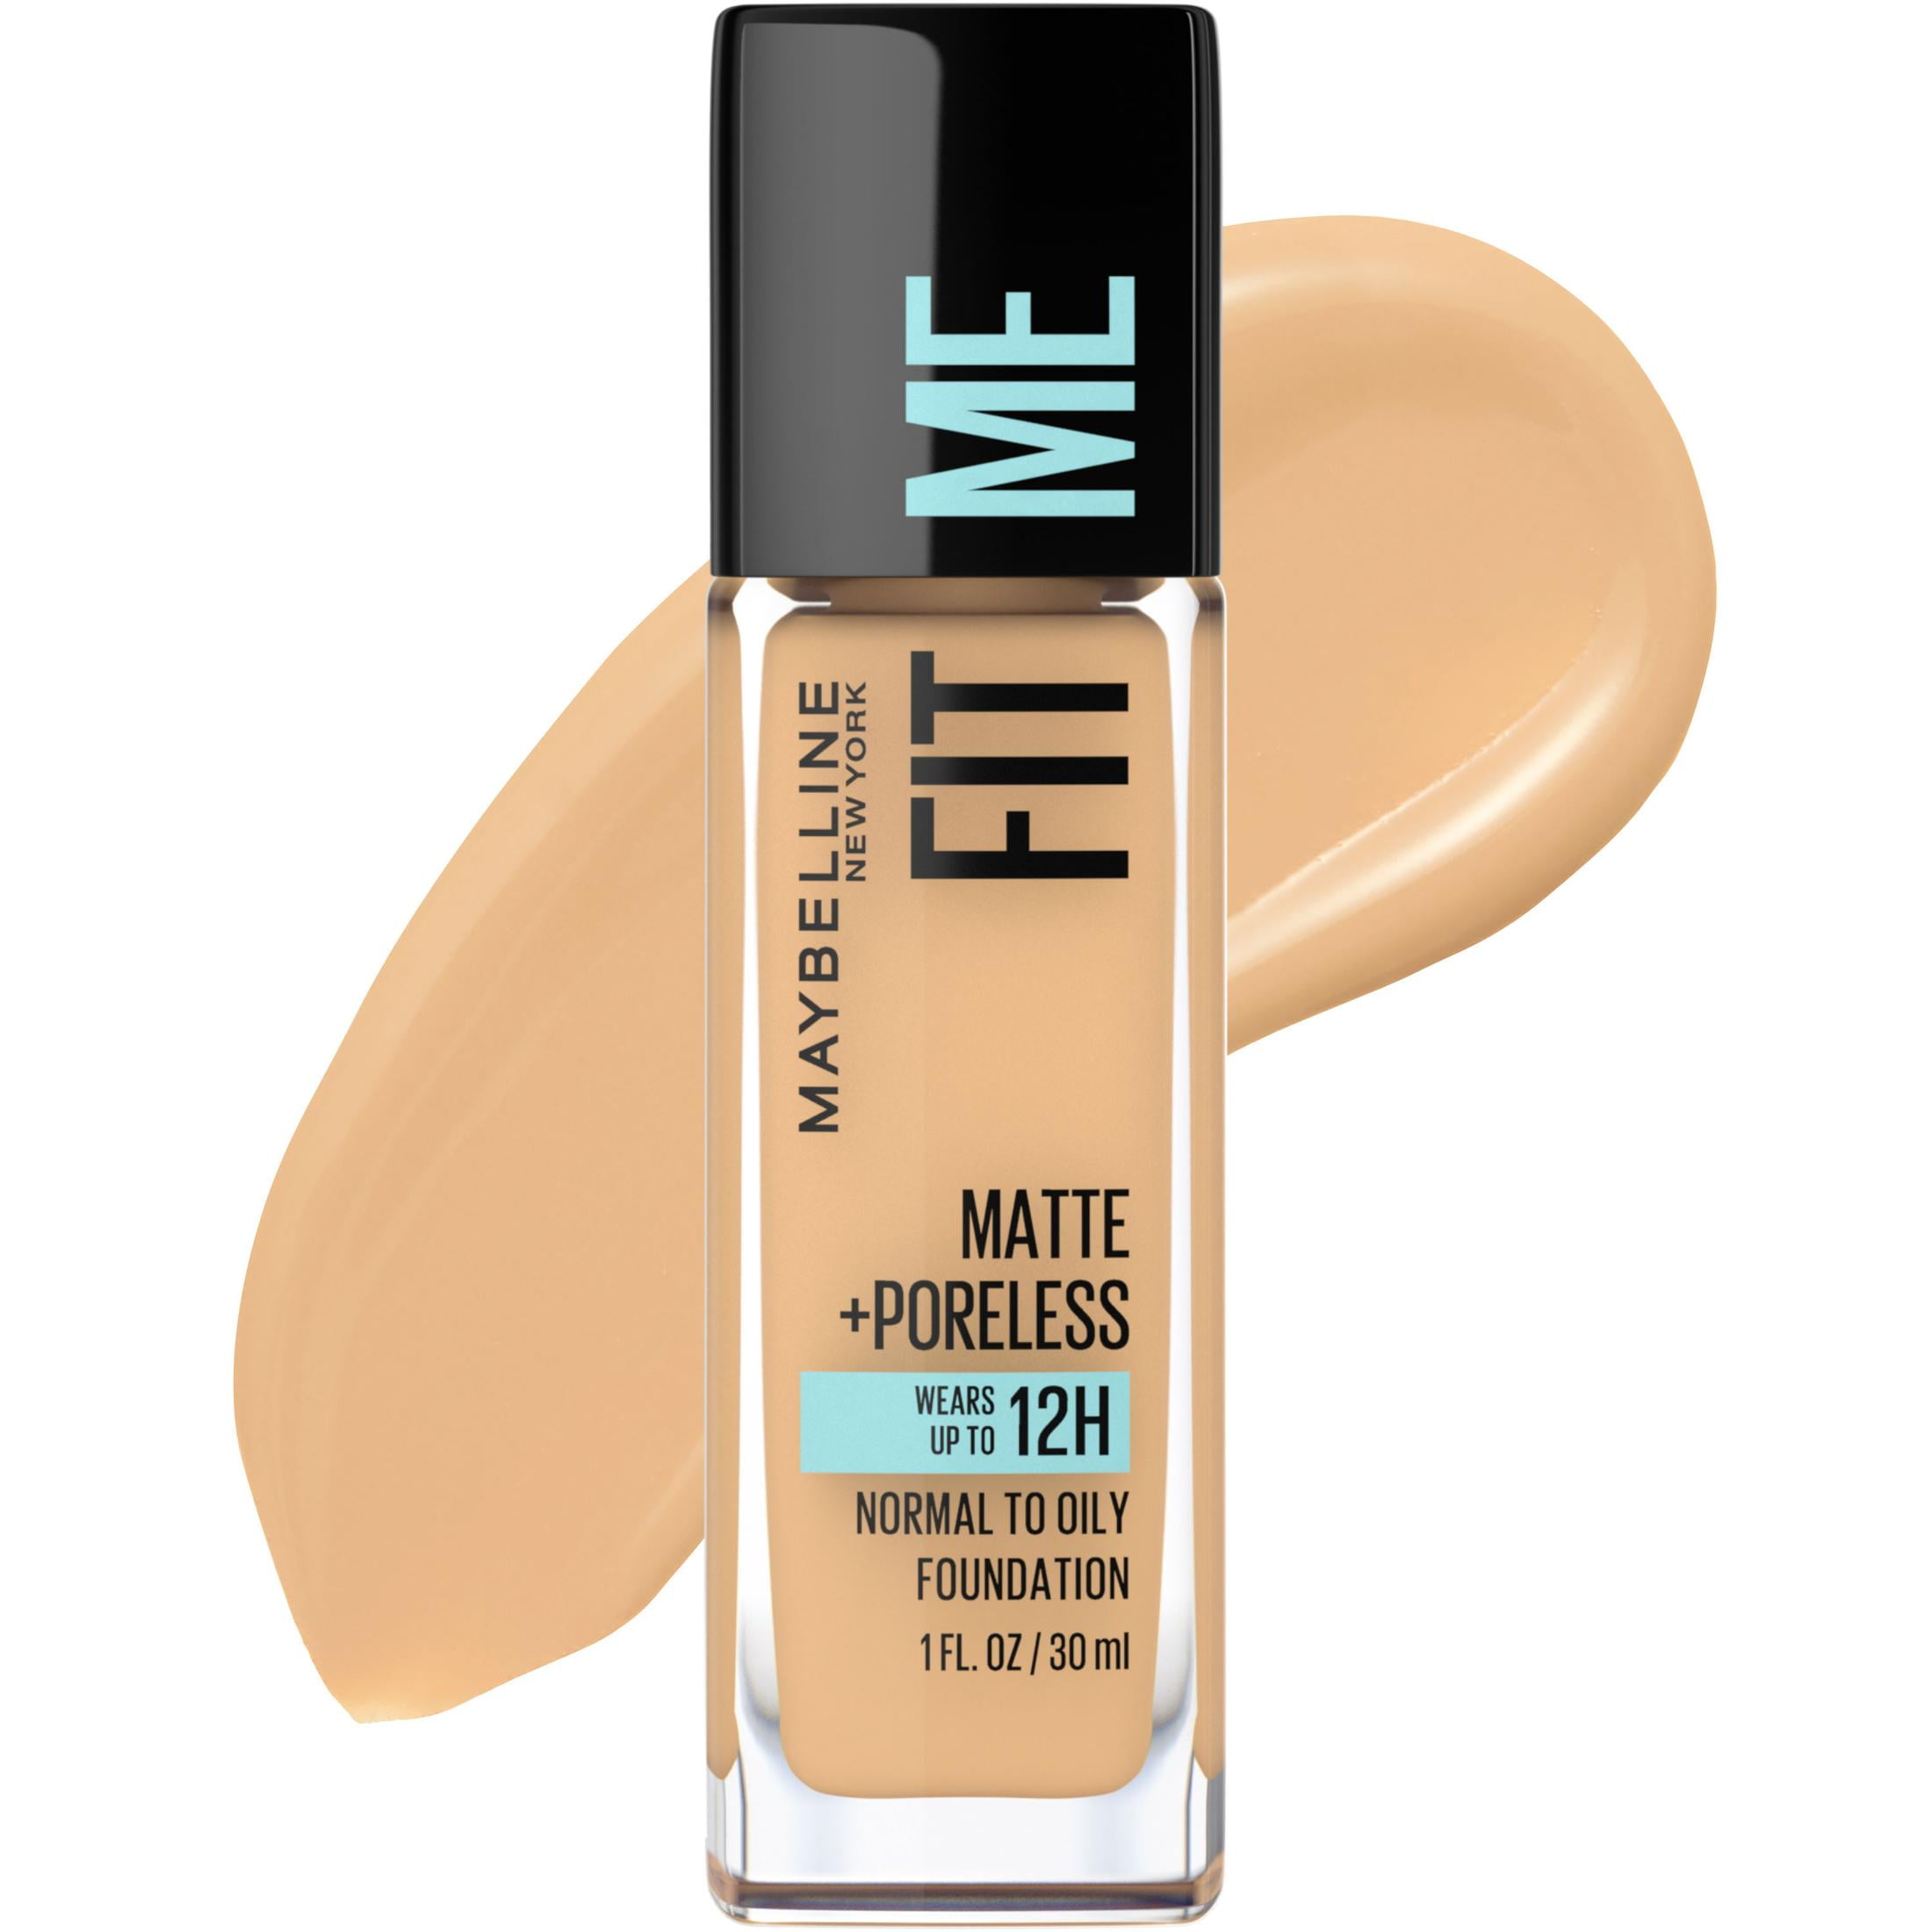 FIT ME
MAYBELLINE
NEW YORK
MATTE
+PORELESS
WEARS
UP TO 12H
NORMAL TO OILY
FOUNDATION
1 FL. OZ / 30 ml